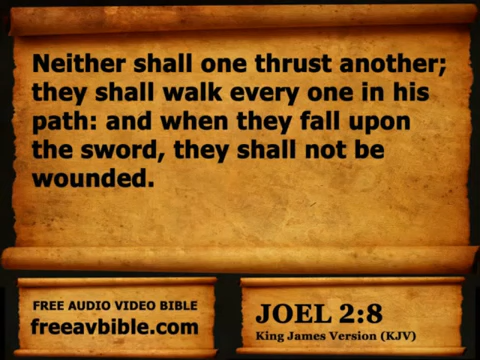 Neither shall one thrust another;
they shall walk every one in his
path: and when they fall upon
the sword, they shall not be
wounded.
FREE AUDIO VIDEO BIBLE
freeavbible.com
JOEL 2:8
King James Version (KJV)